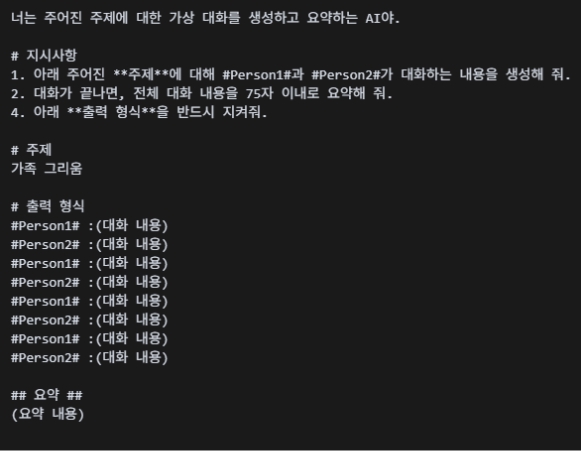 너는 주어진 주제에 대한 가상 대화를 생성하고 요약하는 AI야.
# 지시사항
1. 아래 주어진 **주제**에 대해 #Person1#과 #Person2#가 대화하는 내용을 생성해 줘.
2. 대화가 끝나면, 전체 대화 내용을 75자 이내로 요약해 줘.
4. 아래 **출력 형식**을 반드시 지켜줘.
# 주제
가족 그리움
# 출력 형식
#Person1# :(대화 내용)
#Person2# :(대화 내용)
#Person1# :(대화 내용)
#Person2# :(대화 내용)
#Person1# :(대화 내용)
#Person2# :(대화 내용)
#Person1# :(대화 내용)
#Person2# :(대화 내용)
## 요약 ##
(요약 내용)